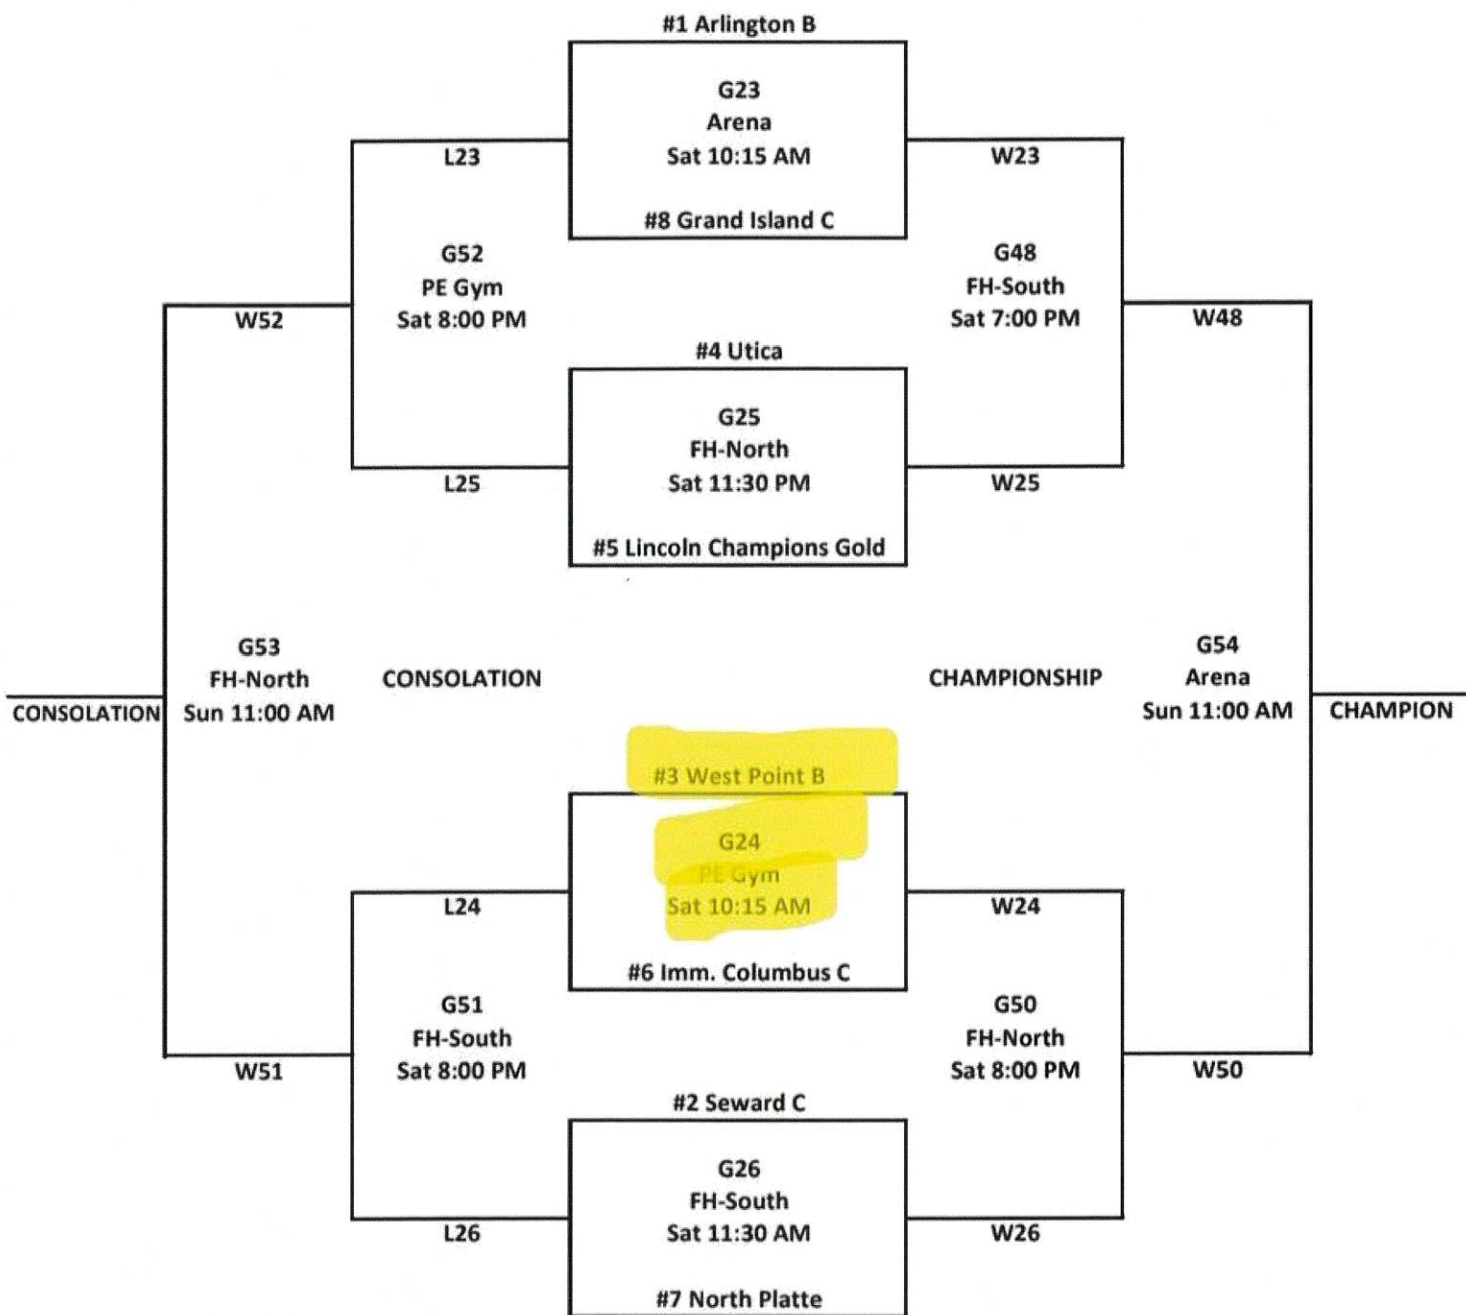 #1 Arlington B
G23
Arena
Sat 10:15 AM
#8 Grand Island C
L23
W23
G52
PE Gym
Sat 8:00 PM
G48
FH-South
Sat 7:00 PM
W52
W48
#4 Utica
G25
FH-North
Sat 11:30 PM
#5 Lincoln Champions Gold
L25
W25
G53
FH-North
Sun 11:00 AM
CONSOLATION
CONSOLATION
CHAMPIONSHIP
G54
Arena
Sun 11:00 AM
CHAMPION
#3 West Point B
G24
PE Gym
Sat 10:15 AM
#6 Imm. Columbus C
L24
W24
G51
FH-South
Sat 8:00 PM
G50
FH-North
Sat 8:00 PM
W51
W50
#2 Seward C
G26
FH-South
Sat 11:30 AM
#7 North Platte
L26
W26